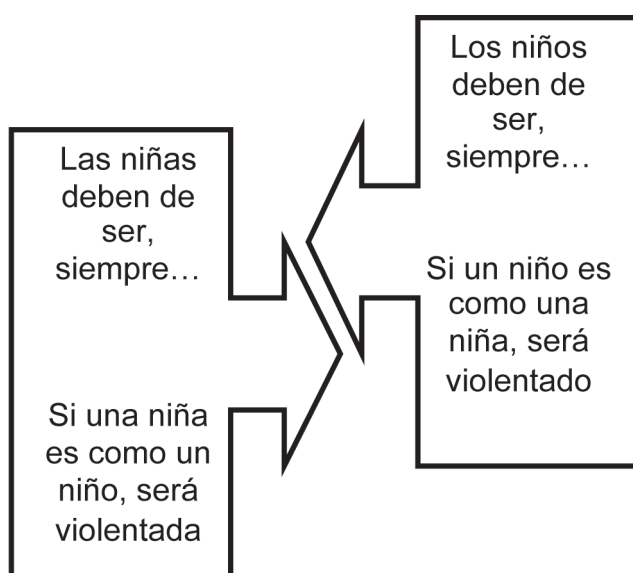 Las niñas
deben de
ser,
siempre…
Si una niña
es como un
niño, será
violentada
Los niños
deben de
ser,
siempre…
Si un niño es
como una
niña, será
violentado